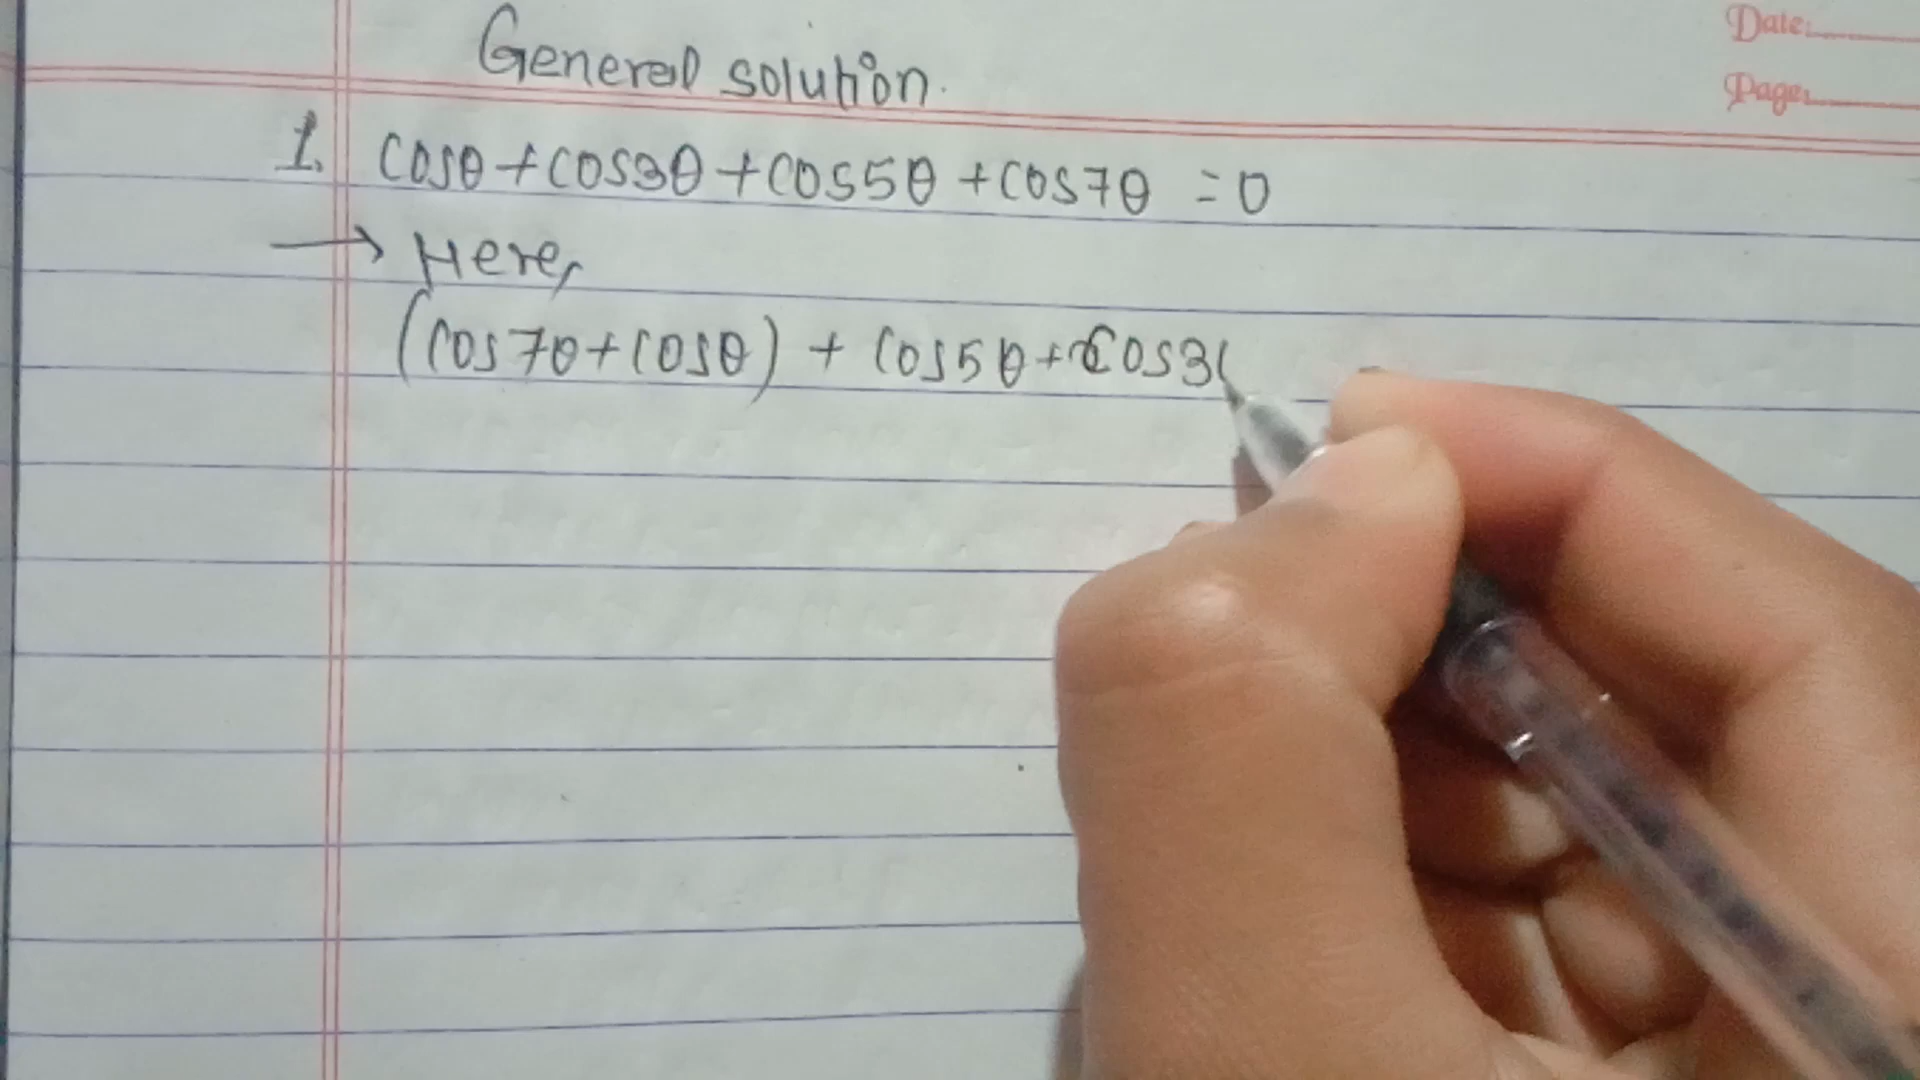 Date:
Page:
General solution.
1. cosθ + cos3θ + cos5θ + cos7θ = 0
→ Here,
(cos7θ + cosθ) + cos5θ + cos3